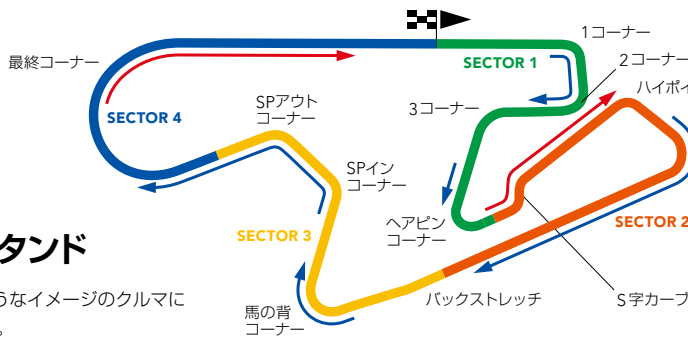 1コーナー
SECTOR 1
2コーナー
最終コーナー
ハイポイ
SPアウト
コーナー
3コーナー
SECTOR 4
SPイン
コーナー
ヘアピン
コーナー
SECTOR 2
SECTOR 3
タンド
うなイメージのクルマに
。
バックストレッチ
S字カーブ
馬の背
コーナー